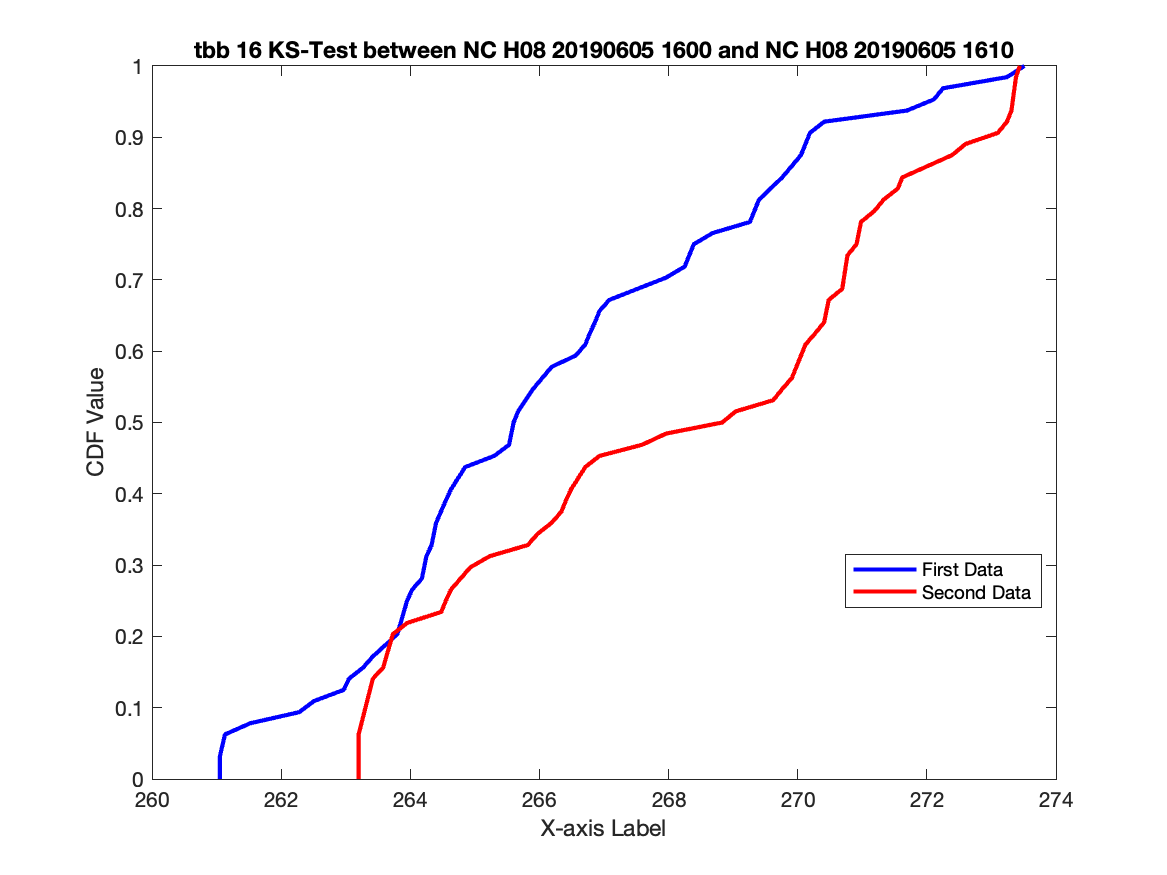 tbb 16 KS-Test between NC H08 20190605 1600 and NC H08 20190605 1610
1
0.9
0.8
0.7
0.6
0.5
0.4
0.3
0.2
0.1
0
CDF Value
First Data
Second Data
260 262 264 266 268 270 272 274
X-axis Label